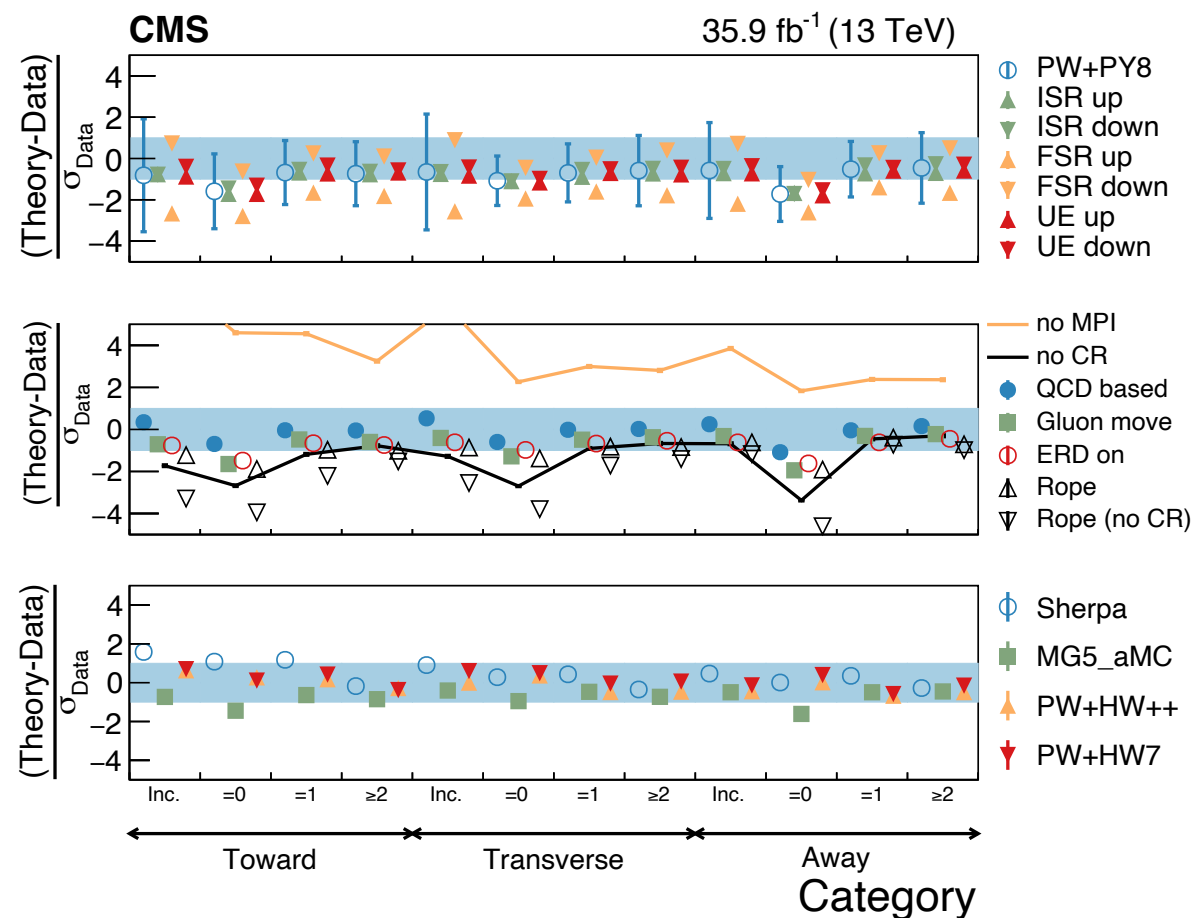 CMS 35.9 fb⁻¹ (13 TeV)
(Theory-Data)
σ_Data
4
2
0
−2
−4
PW+PY8
ISR up
ISR down
FSR up
FSR down
UE up
UE down
(Theory-Data)
σ_Data
4
2
0
−2
−4
no MPI
no CR
QCD based
Gluon move
ERD on
Rope
Rope (no CR)
(Theory-Data)
σ_Data
4
2
0
−2
−4
Sherpa
MG5_aMC
PW+HW++
PW+HW7
Inc. =0 =1 ≥2 Inc. =0 =1 ≥2 Inc. =0 =1 ≥2
Toward Transverse Away
Category